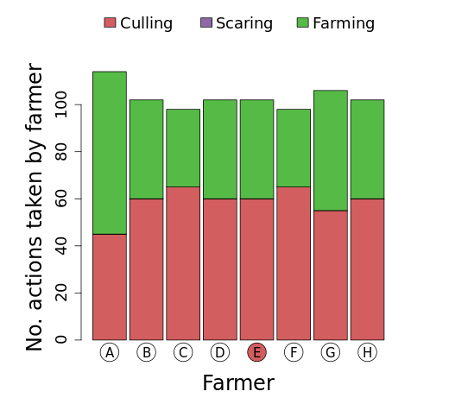 Culling Scaring Farming
No. actions taken by farmer
100
80
60
40
20
0
A B C D E F G H
Farmer